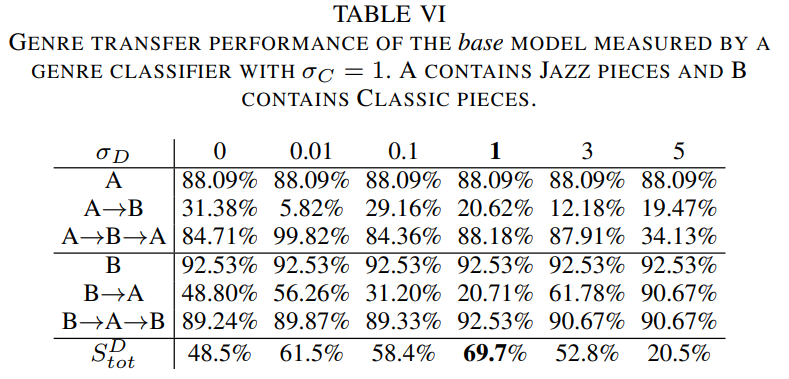 TABLE VI
GENRE TRANSFER PERFORMANCE OF THE base MODEL MEASURED BY A
GENRE CLASSIFIER WITH σC = 1. A CONTAINS JAZZ PIECES AND B
CONTAINS CLASSIC PIECES.
σD 0 0.01 0.1 1 3 5
A 88.09% 88.09% 88.09% 88.09% 88.09% 88.09%
A→B 31.38% 5.82% 29.16% 20.62% 12.18% 19.47%
A→B→A 84.71% 99.82% 84.36% 88.18% 87.91% 34.13%
B 92.53% 92.53% 92.53% 92.53% 92.53% 92.53%
B→A 48.80% 56.26% 31.20% 20.71% 61.78% 90.67%
B→A→B 89.24% 89.87% 89.33% 92.53% 90.67% 90.67%
S^D_tot 48.5% 61.5% 58.4% 69.7% 52.8% 20.5%